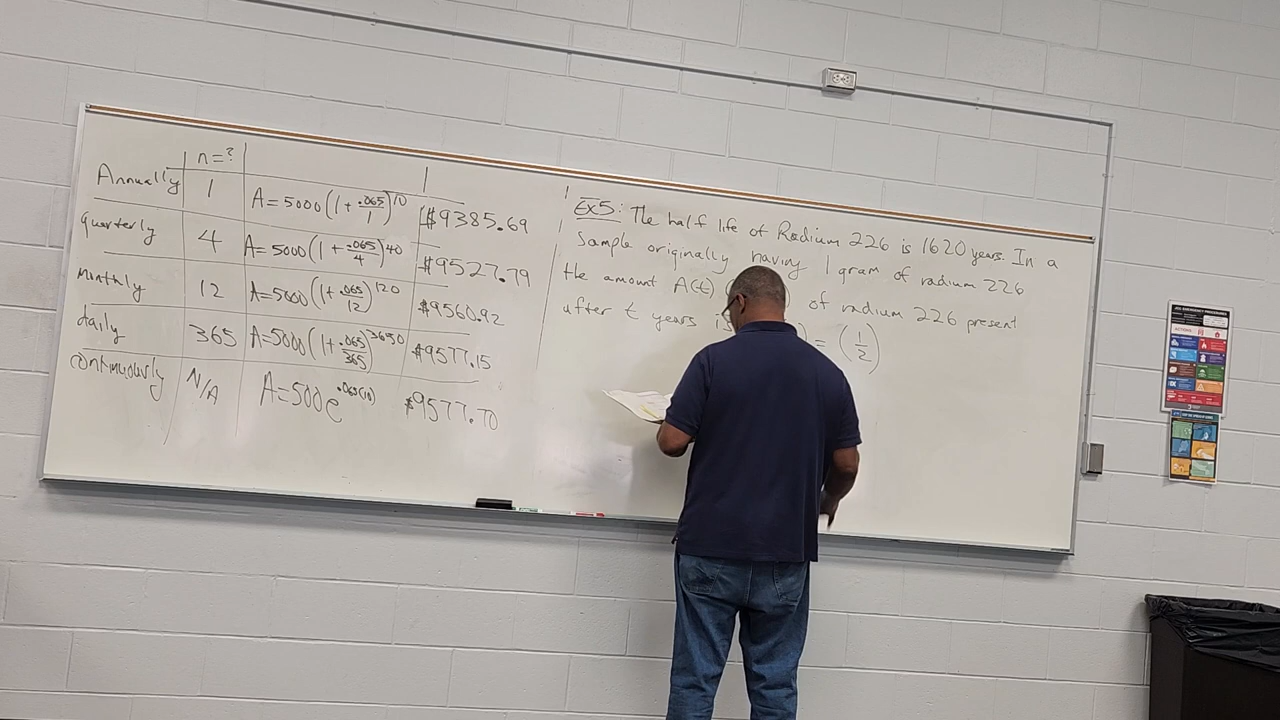 n=?
Annually 1 A=5000(1+.065/1)^10 $9385.69
Quarterly 4 A=5000(1+.065/4)^40 $9527.79
Monthly 12 A=5000(1+.065/12)^120 $9560.92
daily 365 A=5000(1+.065/365)^3650 $9577.15
Continuously N/A A=500e^.065(10) $9577.70
Ex5: The half life of Radium 226 is 1620 years. In a
Sample originally having 1 gram of radium 226
the amount A(t) of radium 226 present
after t years is = (1/2)